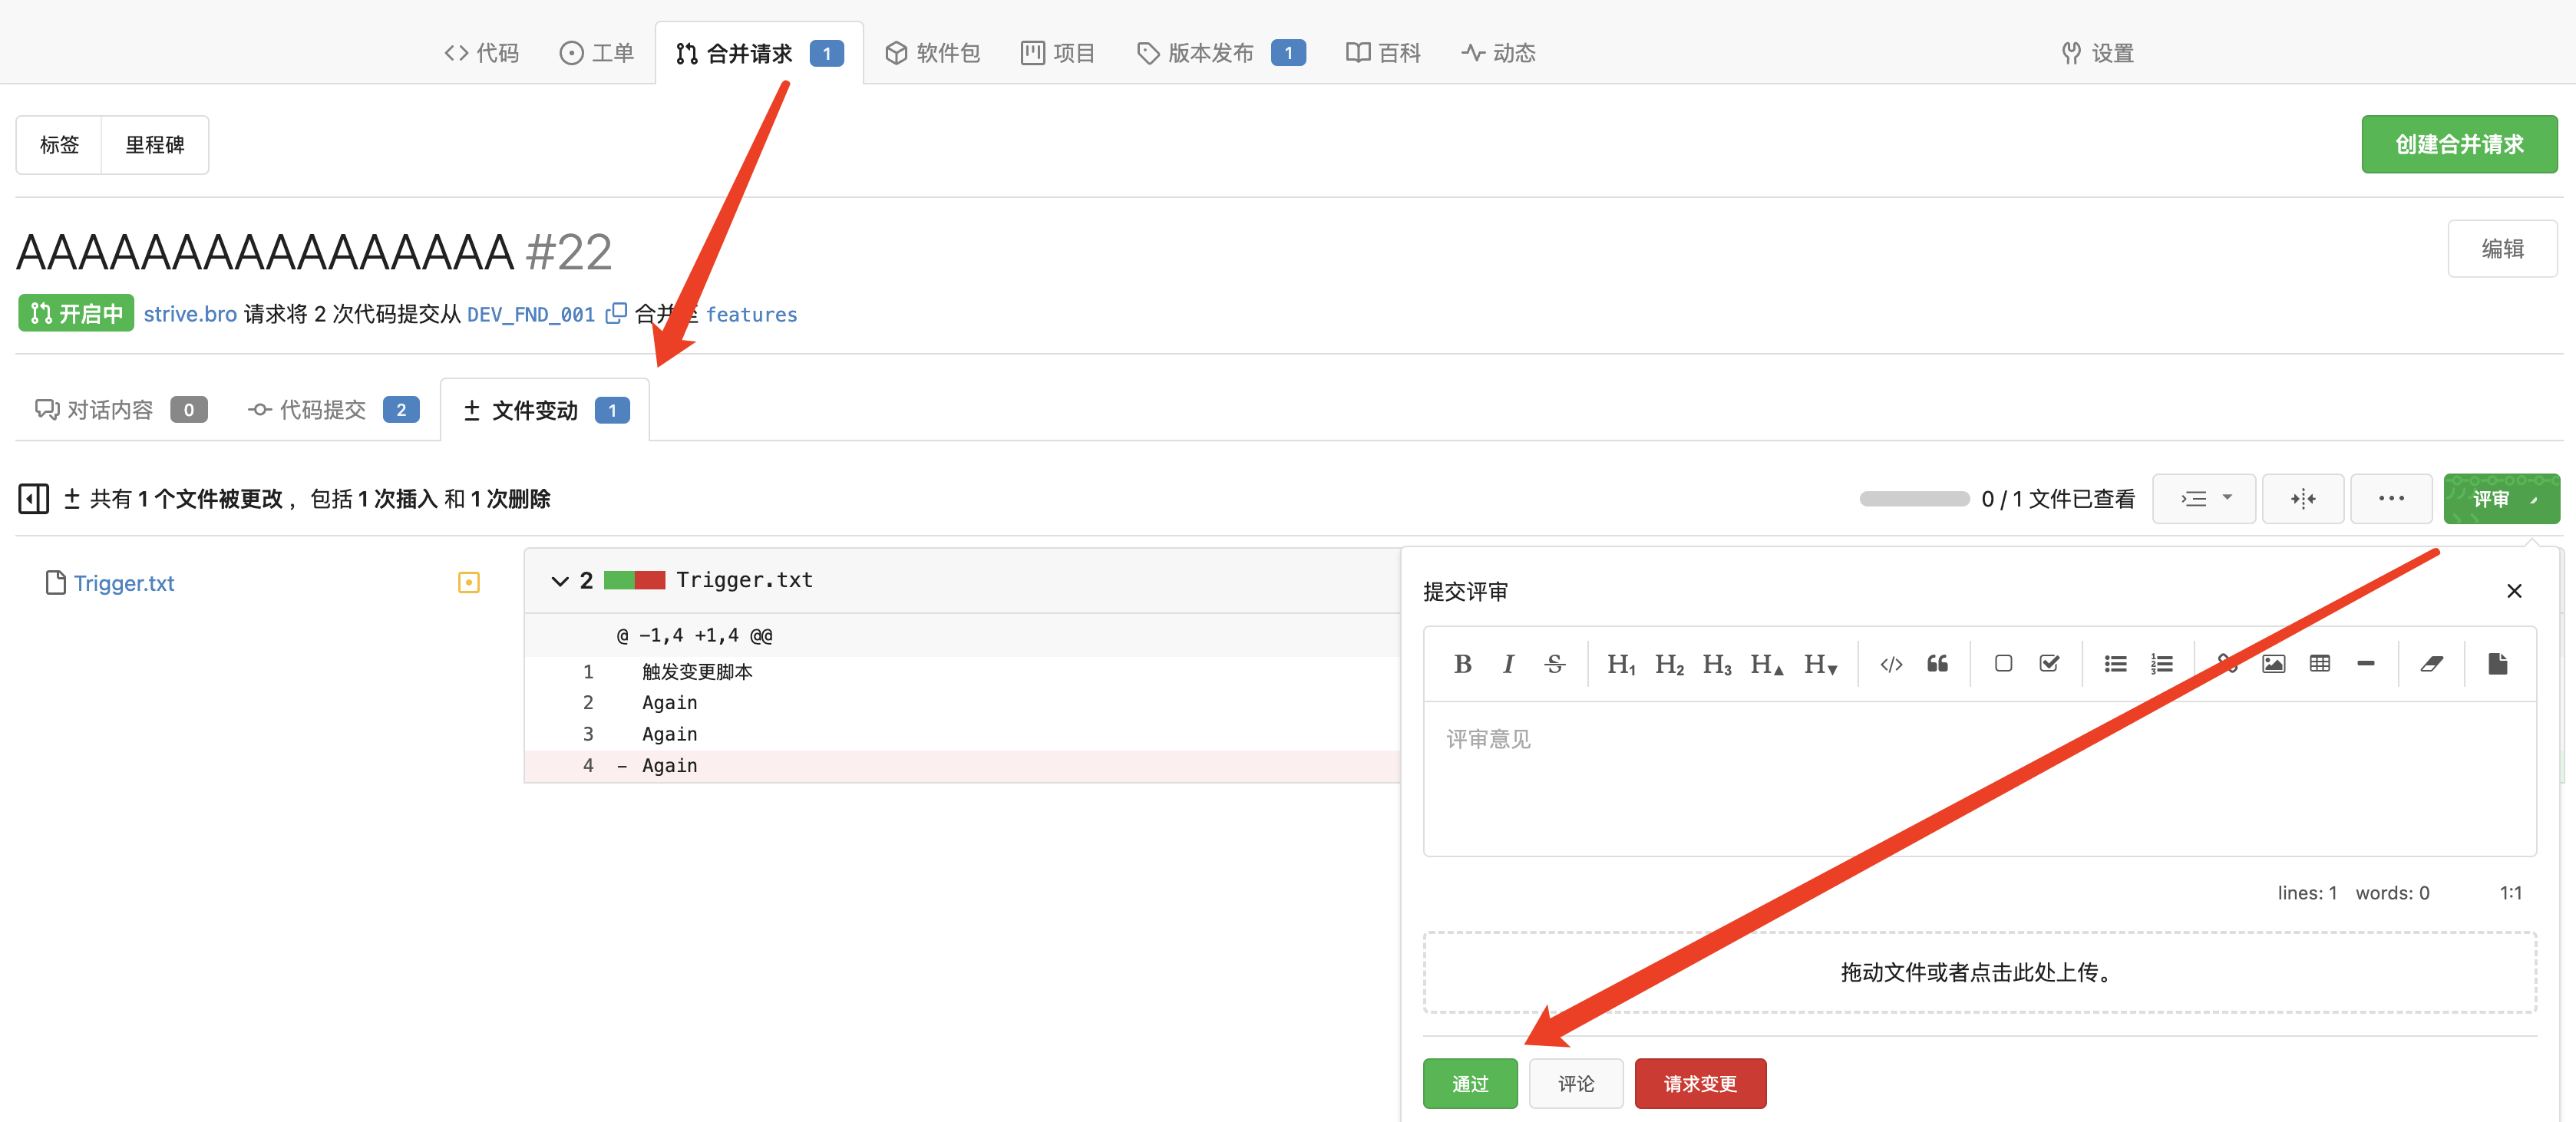 代码 工单 合并请求 1 软件包 项目 版本发布 1 百科 动态 设置
标签 里程碑 创建合并请求
AAAAAAAAAAAAAAAA #22 编辑
开启中 strive.bro 请求将 2 次代码提交从 DEV_FND_001 合并至 features
对话内容 0 代码提交 2 文件变动 1
共有 1 个文件被更改，包括 1 次插入 和 1 次删除 0 / 1 文件已查看 评审
Trigger.txt
2 Trigger.txt
@ -1,4 +1,4 @@
1 触发变更脚本
2 Again
3 Again
4 - Again
提交评审
B I S H1 H2 H3 H▲ H▼
评审意见
lines: 1 words: 0 1:1
拖动文件或者点击此处上传。
通过 评论 请求变更